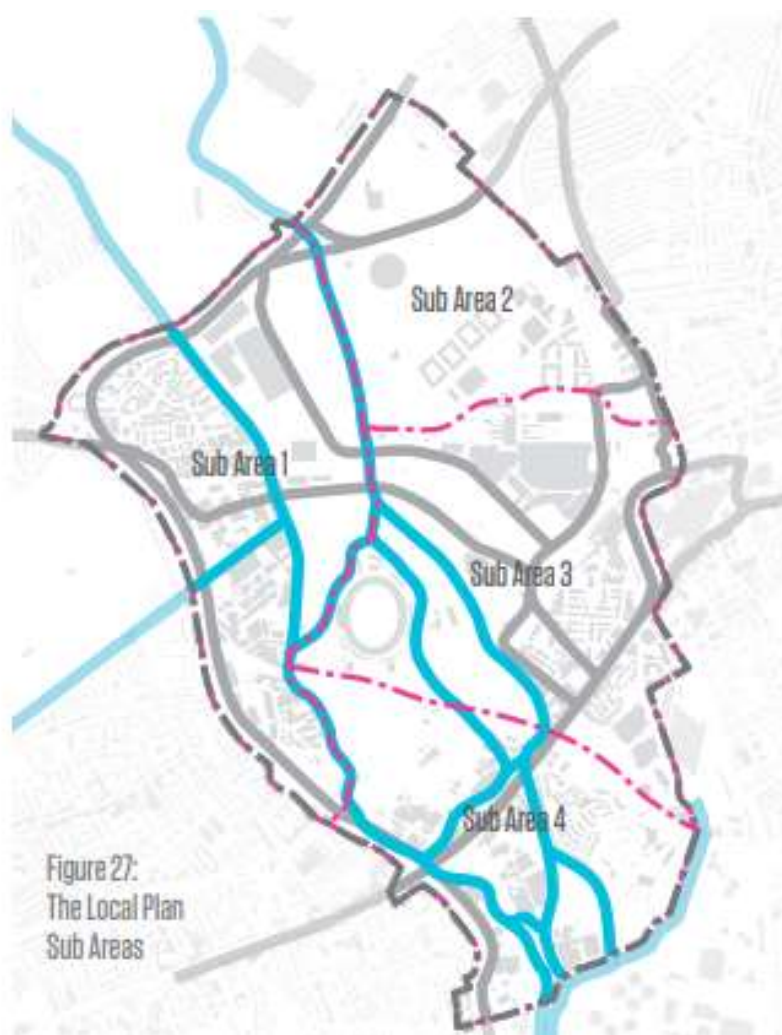 Sub Area 2
Sub Area 1
Sub Area 3
Sub Area 4
Figure 27:
The Local Plan
Sub Areas